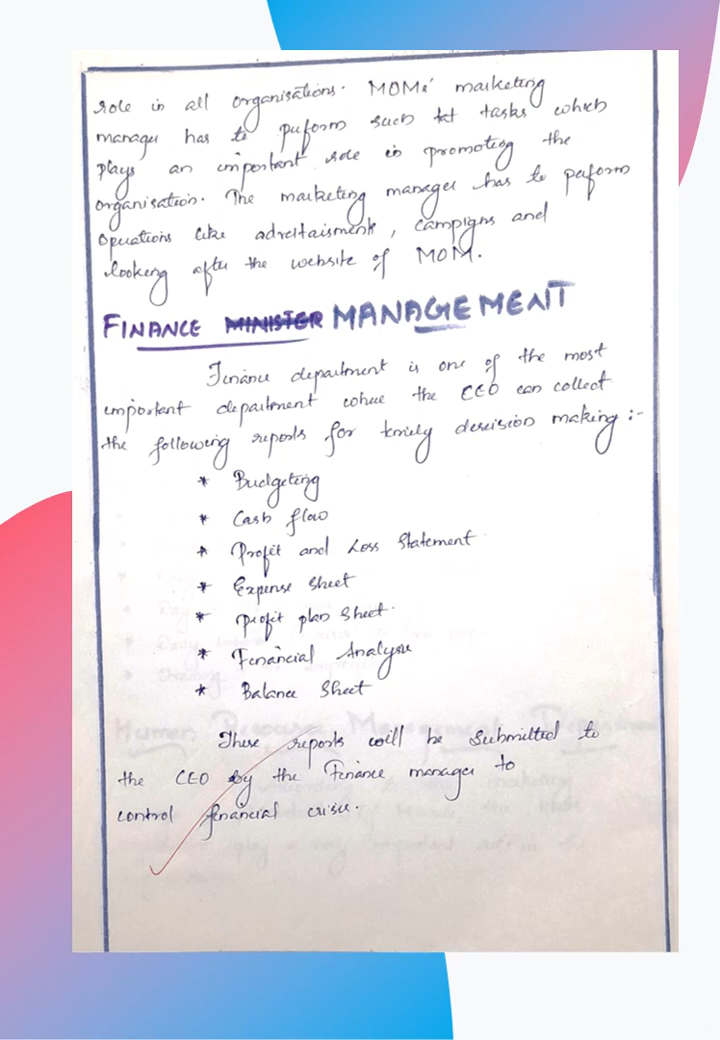 role in all organisations. MOMs' marketing
manager has to perform such tasks which
plays an important role in promoting the
organisation. The marketing manager has to perform
operations like adveltaisment, campigns and
looking after the website of MOM.
FINANCE MINISTER MANAGEMENT
Finance department is one of the most
important department where the CEO can collect
the following reports for timely descision making :-
* Budgeting
* Cash flow
* Profit and Loss Statement
* Expense Sheet
* Profit plan Sheet.
* Financial Analysis
* Balance Sheet
These reports will be Submitted to
the CEO by the Finance manager to
control financial crisis.